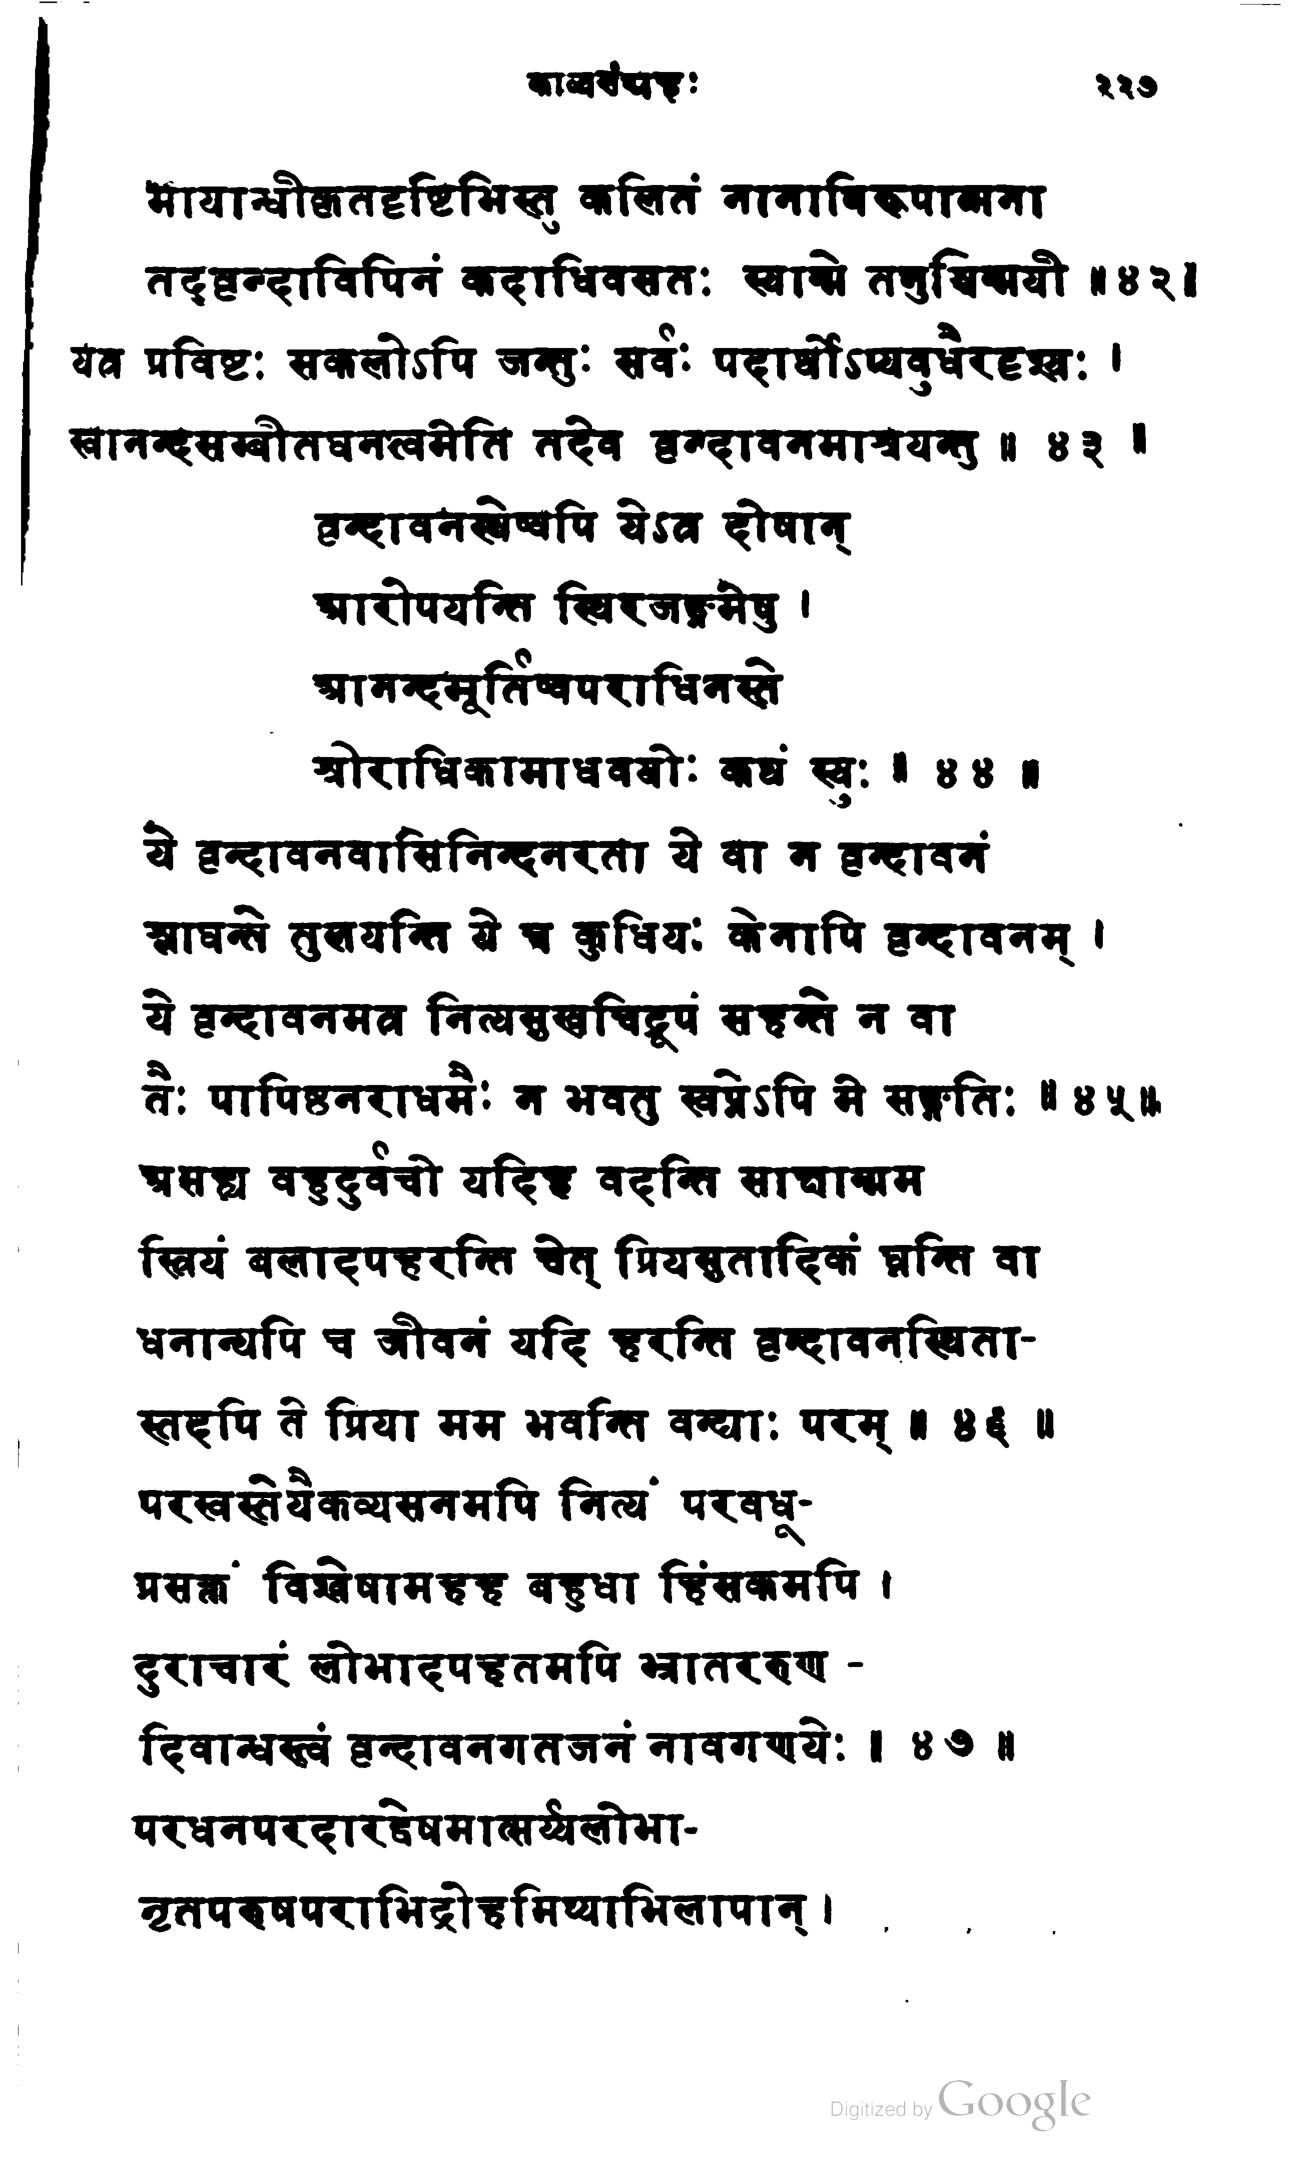 काव्यसंग्रहः २२७
मायान्धीकृतदृष्टिभिस्तु कलितं नानाविरूपात्मना
तद्वृन्दाविपिनं कदाधिवसतः स्यान्मे तनुश्चिन्मयी ॥ ४२ ॥
यत्र प्रविष्टः सकलोऽपि जन्तुः सर्वः पदार्थोऽप्यवुधैरदृश्यः ।
स्वानन्दसम्बीतघनत्वमेति तदेव वृन्दावनमाश्रयन्तु ॥ ४३ ॥
वृन्दावनस्थेष्वपि येऽत्र दोषान्
आरोपयन्ति स्थिरजङ्गमेषु ।
आनन्दमूर्तिष्वपराधिनस्ते
श्रीराधिकामाधवयोः कथं स्युः ॥ ४४ ॥
ये वृन्दावनवासिनिन्दनरता ये वा न वृन्दावनं
श्लाघन्ते तुलयन्ति ये च कुधियः केनापि वृन्दावनम् ।
ये वृन्दावनमत्र नित्यसुखचिद्रूपं सहन्ते न वा
तैः पापिष्ठनराधमैः न भवतु स्वप्नेऽपि मे सङ्गतिः ॥ ४५ ॥
असह्य वहुदुर्वचो यदिह वदन्ति साद्यान्मम
स्त्रियं बलादपहरन्ति चेत् प्रियसुतादिकं घ्नन्ति वा
धनान्यपि च जीवनं यदि हरन्ति वृन्दावनस्थिता-
स्तदपि ते प्रिया मम भवन्ति वन्द्याः परम् ॥ ४६ ॥
परस्वस्तेयैकव्यसनमपि नित्यं परवधू-
प्रसक्तं विश्वेषामहह बहुधा हिंसकमपि ।
दुराचारं लोभादपहृतमपि भ्रातररुण -
दिवान्धस्त्वं वृन्दावनगतजनं नावगणयेः ॥ ४७ ॥
परधनपरदारद्वेषमात्सर्य्यलोभा-
नृतपरुषपराभिद्रोहमिथ्याभिलापान् ।
Digitized by Google